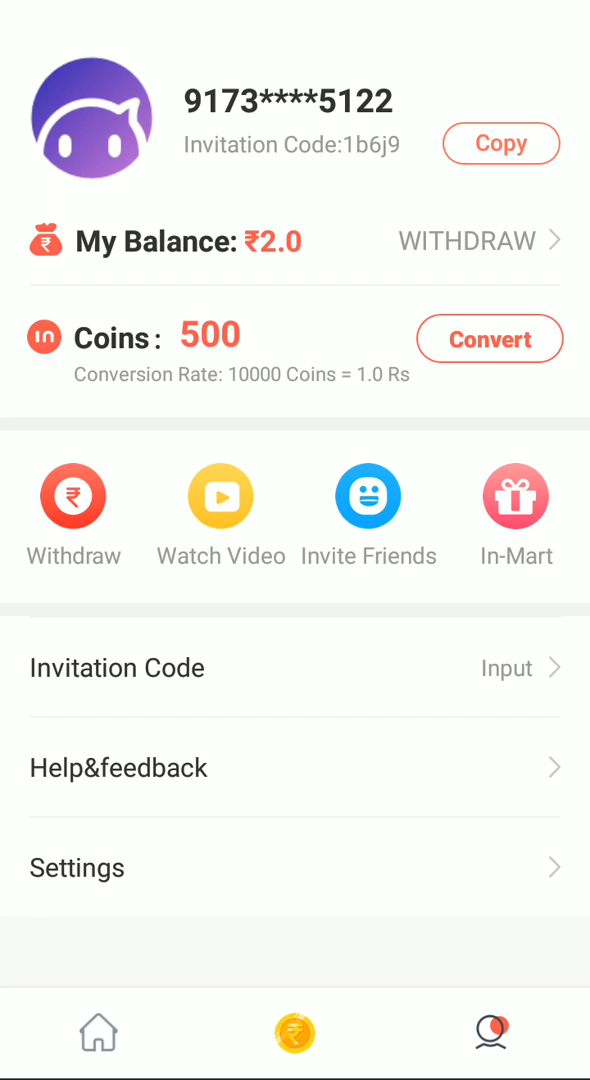 9173****5122
Invitation Code:1b6j9
Copy
My Balance: ₹2.0
WITHDRAW
Coins: 500
Convert
Conversion Rate: 10000 Coins = 1.0 Rs
Withdraw
Watch Video
Invite Friends
In-Mart
Invitation Code
Input
Help&feedback
Settings